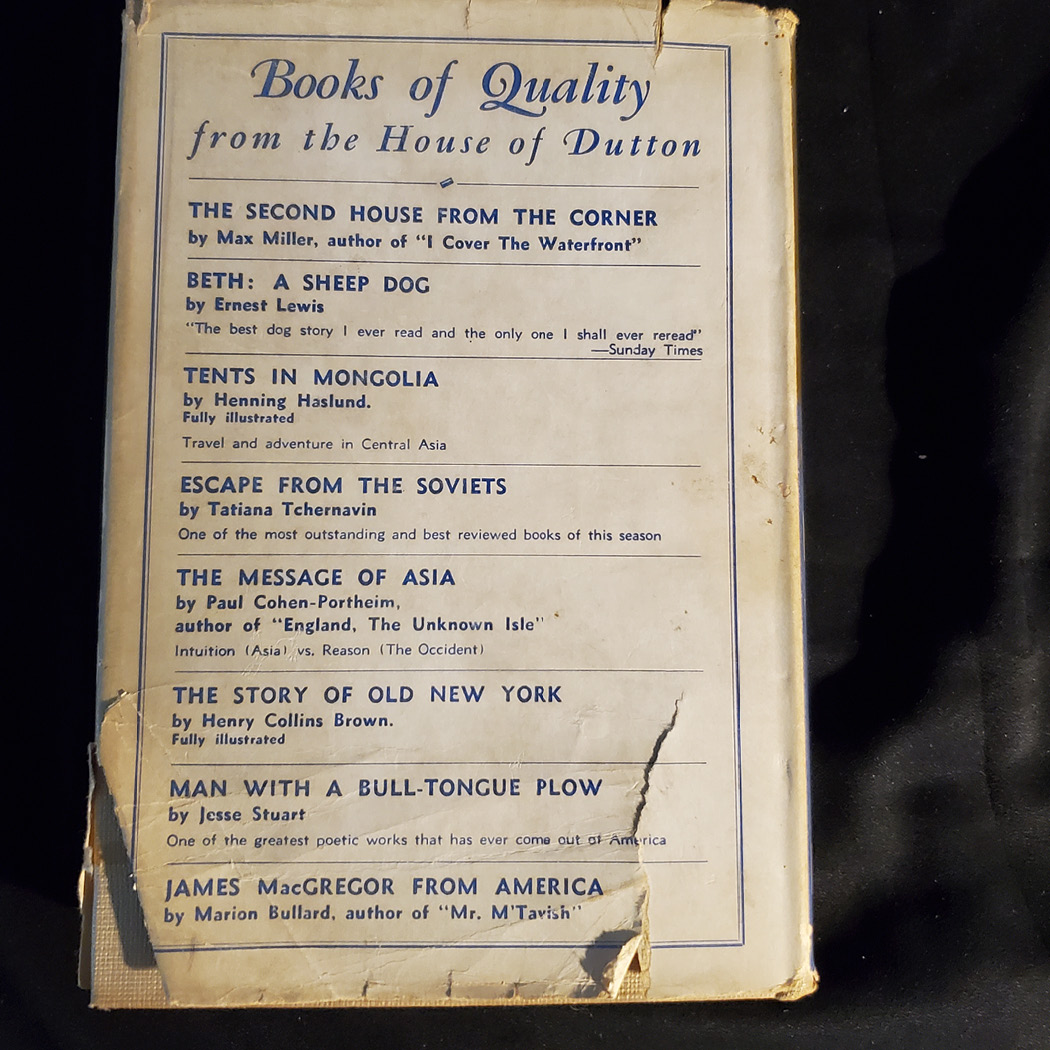 Books of Quality
from the House of Dutton
THE SECOND HOUSE FROM THE CORNER
by Max Miller, author of "I Cover The Waterfront"
BETH: A SHEEP DOG
by Ernest Lewis
"The best dog story I ever read and the only one I shall ever reread"
—Sunday Times
TENTS IN MONGOLIA
by Henning Haslund.
Fully illustrated
Travel and adventure in Central Asia
ESCAPE FROM THE SOVIETS
by Tatiana Tchernavin
One of the most outstanding and best reviewed books of this season
THE MESSAGE OF ASIA
by Paul Cohen-Portheim,
author of "England, The Unknown Isle"
Intuition (Asia) vs. Reason (The Occident)
THE STORY OF OLD NEW YORK
by Henry Collins Brown.
Fully illustrated
MAN WITH A BULL-TONGUE PLOW
by Jesse Stuart
One of the greatest poetic works that has ever come out of America
JAMES MacGREGOR FROM AMERICA
by Marion Bullard, author of "Mr. M'Tavish"